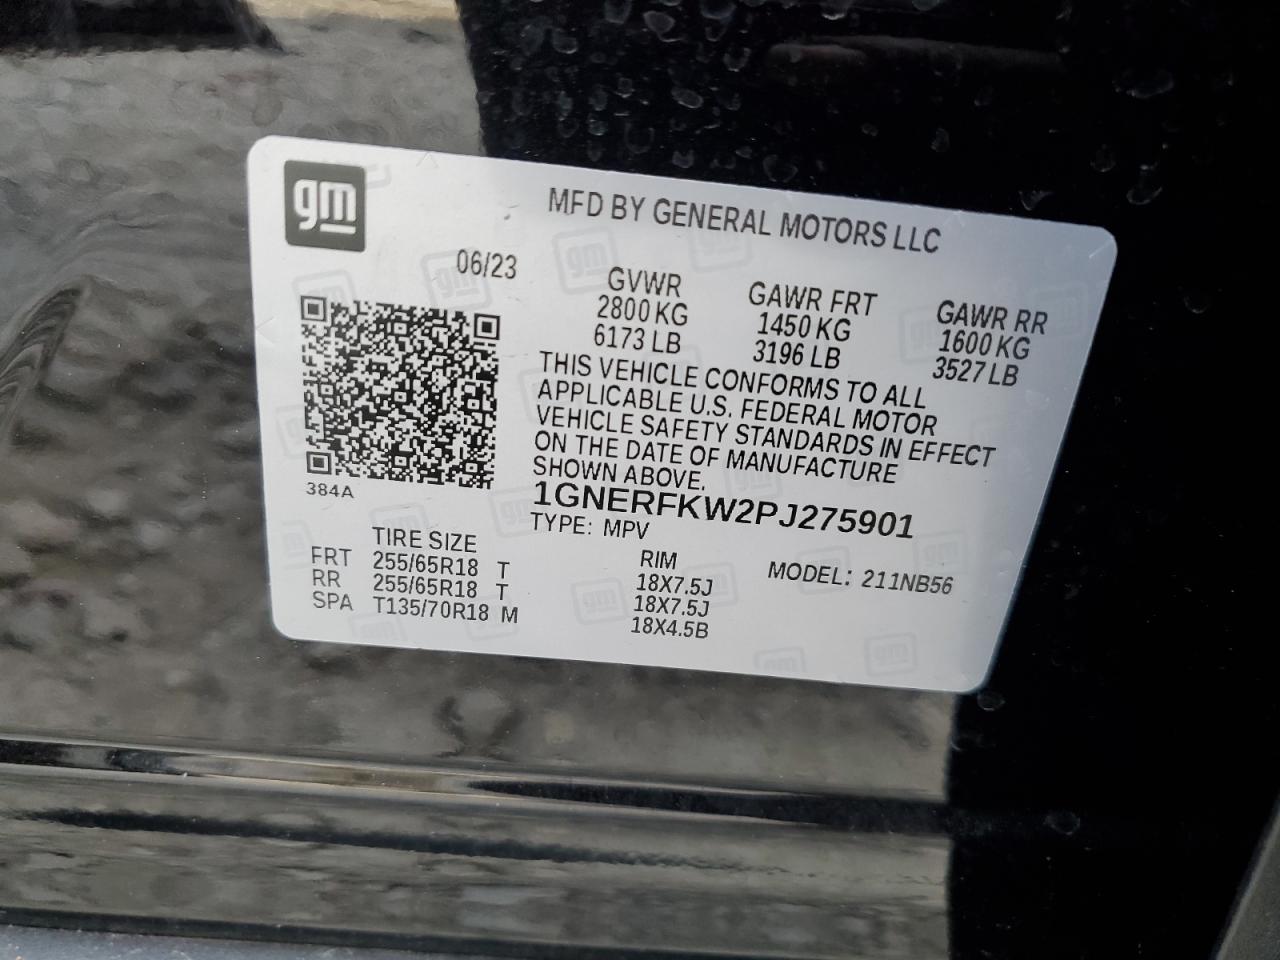 gm
MFD BY GENERAL MOTORS LLC
06/23
GVWR GAWR FRT GAWR RR
2800 KG 1450 KG 1600 KG
6173 LB 3196 LB 3527 LB
THIS VEHICLE CONFORMS TO ALL
APPLICABLE U.S. FEDERAL MOTOR
VEHICLE SAFETY STANDARDS IN EFFECT
ON THE DATE OF MANUFACTURE
SHOWN ABOVE.
384A
1GNERFKW2PJ275901
TYPE: MPV
TIRE SIZE RIM MODEL: 211NB56
FRT 255/65R18 T 18X7.5J
RR 255/65R18 T 18X7.5J
SPA T135/70R18 M 18X4.5B